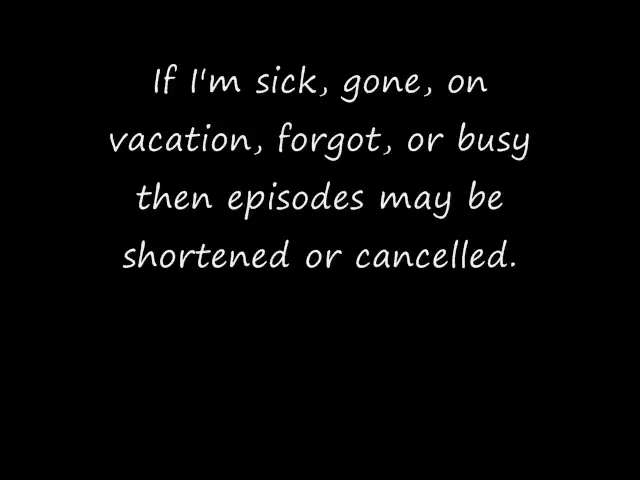 If I'm sick, gone, on
vacation, forgot, or busy
then episodes may be
shortened or cancelled.